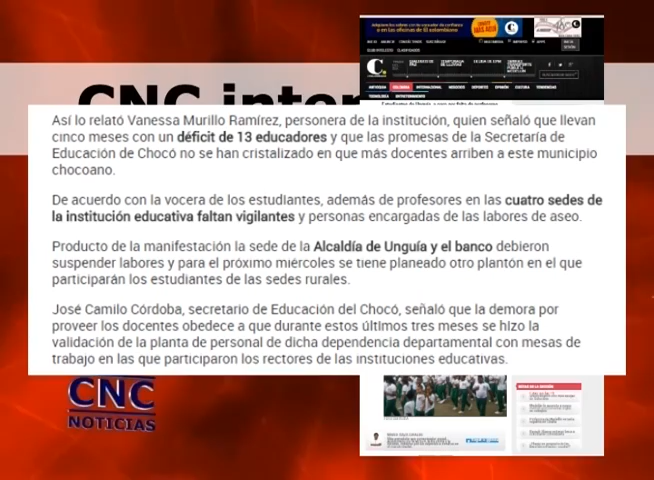 CNC inter
Así lo relató Vanessa Murillo Ramírez, personera de la institución, quien señaló que llevan
cinco meses con un déficit de 13 educadores y que las promesas de la Secretaría de
Educación de Chocó no se han cristalizado en que más docentes arriben a este municipio
chocoano.
De acuerdo con la vocera de los estudiantes, además de profesores en las cuatro sedes de
la institución educativa faltan vigilantes y personas encargadas de las labores de aseo.
Producto de la manifestación la sede de la Alcaldía de Unguía y el banco debieron
suspender labores y para el próximo miércoles se tiene planeado otro plantón en el que
participarán los estudiantes de las sedes rurales.
José Camilo Córdoba, secretario de Educación del Chocó, señaló que la demora por
proveer los docentes obedece a que durante estos últimos tres meses se hizo la
validación de la planta de personal de dicha dependencia departamental con mesas de
trabajo en las que participaron los rectores de las instituciones educativas.
CNC
NOTICIAS